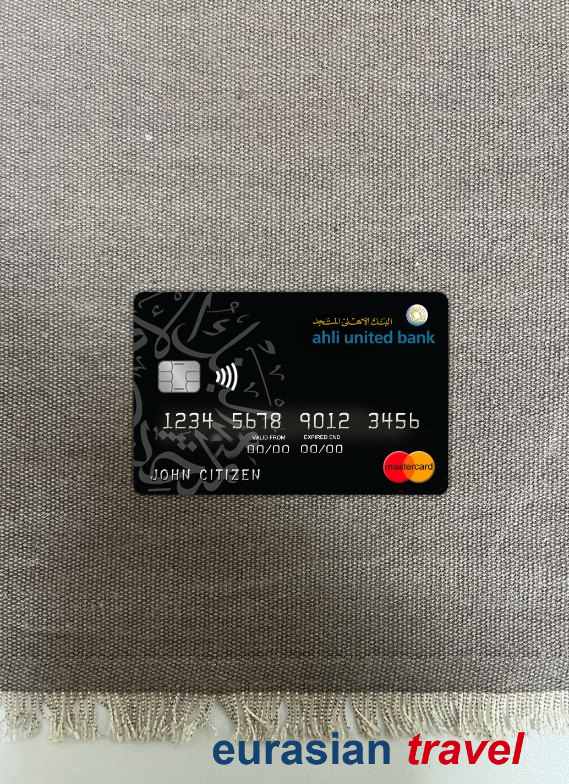 البنك الأهلي المتحد
ahli united bank
1234 5678 9012 3456
VALID FROM EXPIRED END
00/00 00/00
JOHN CITIZEN
mastercard
eurasian travel